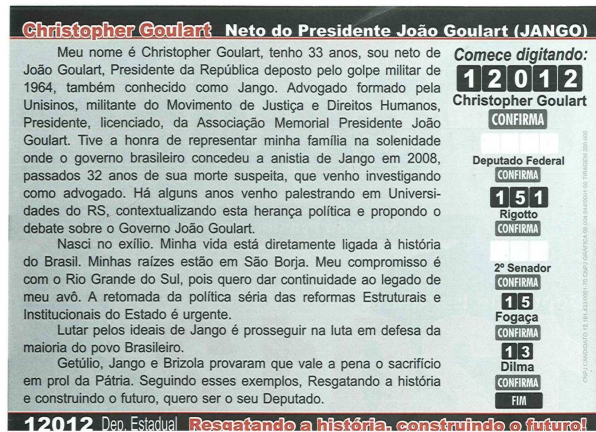 Christopher Goulart Neto do Presidente João Goulart (JANGO)
Meu nome é Christopher Goulart, tenho 33 anos, sou neto de
João Goulart, Presidente da República deposto pelo golpe militar de
1964, também conhecido como Jango. Advogado formado pela
Unisinos, militante do Movimento de Justiça e Direitos Humanos,
Presidente, licenciado, da Associação Memorial Presidente João
Goulart. Tive a honra de representar minha família na solenidade
onde o governo brasileiro concedeu a anistia de Jango em 2008,
passados 32 anos de sua morte suspeita, que venho investigando
como advogado. Há alguns anos venho palestrando em Universi-
dades do RS, contextualizando esta herança política e propondo o
debate sobre o Governo João Goulart.
Nasci no exílio. Minha vida está diretamente ligada à história
do Brasil. Minhas raízes estão em São Borja. Meu compromisso é
com o Rio Grande do Sul, pois quero dar continuidade ao legado de
meu avô. A retomada da política séria das reformas Estruturais e
Institucionais do Estado é urgente.
Lutar pelos ideais de Jango é prosseguir na luta em defesa da
maioria do povo Brasileiro.
Getúlio, Jango e Brizola provaram que vale a pena o sacrifício
em prol da Pátria. Seguindo esses exemplos, Resgatando a história
e construindo o futuro, quero ser o seu Deputado.
Comece digitando:
12012
Christopher Goulart
CONFIRMA
Deputado Federal
CONFIRMA
151
Rigotto
CONFIRMA
2º Senador
CONFIRMA
15
Fogaça
CONFIRMA
13
Dilma
CONFIRMA
FIM
12012 Dep. Estadual Resgatando a história, construindo o futuro!